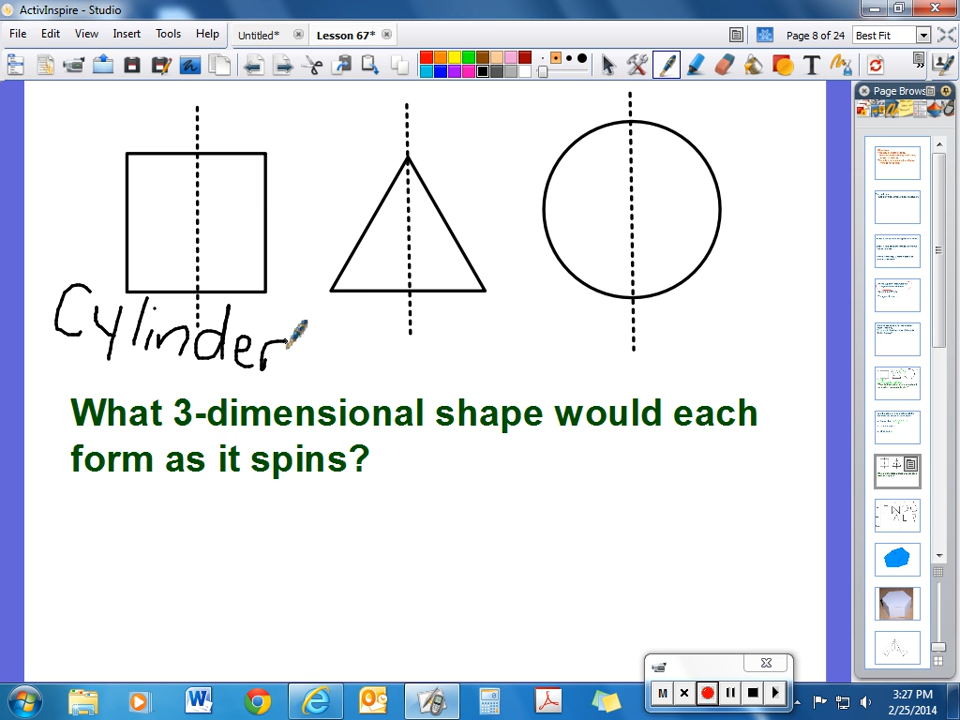 ActivInspire - Studio
File Edit View Insert Tools Help
Untitled* Lesson 67*
Page 8 of 24 Best Fit
Page Brows
Cylinder
What 3-dimensional shape would each
form as it spins?
M
3:27 PM
2/25/2014